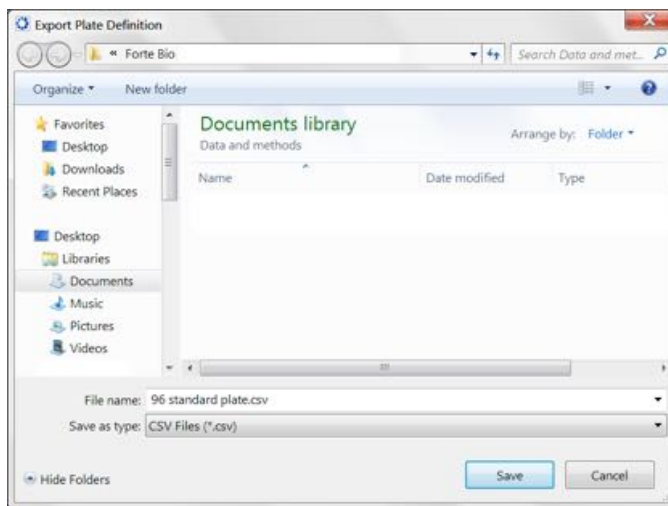 Export Plate Definition
« Forte Bio
Search Data and met...
Organize
New folder
Favorites
Desktop
Downloads
Recent Places
Desktop
Libraries
Documents
Music
Pictures
Videos
Documents library
Data and methods
Arrange by: Folder
Name
Date modified
Type
File name: 96 standard plate.csv
Save as type: CSV Files (*.csv)
Hide Folders
Save
Cancel